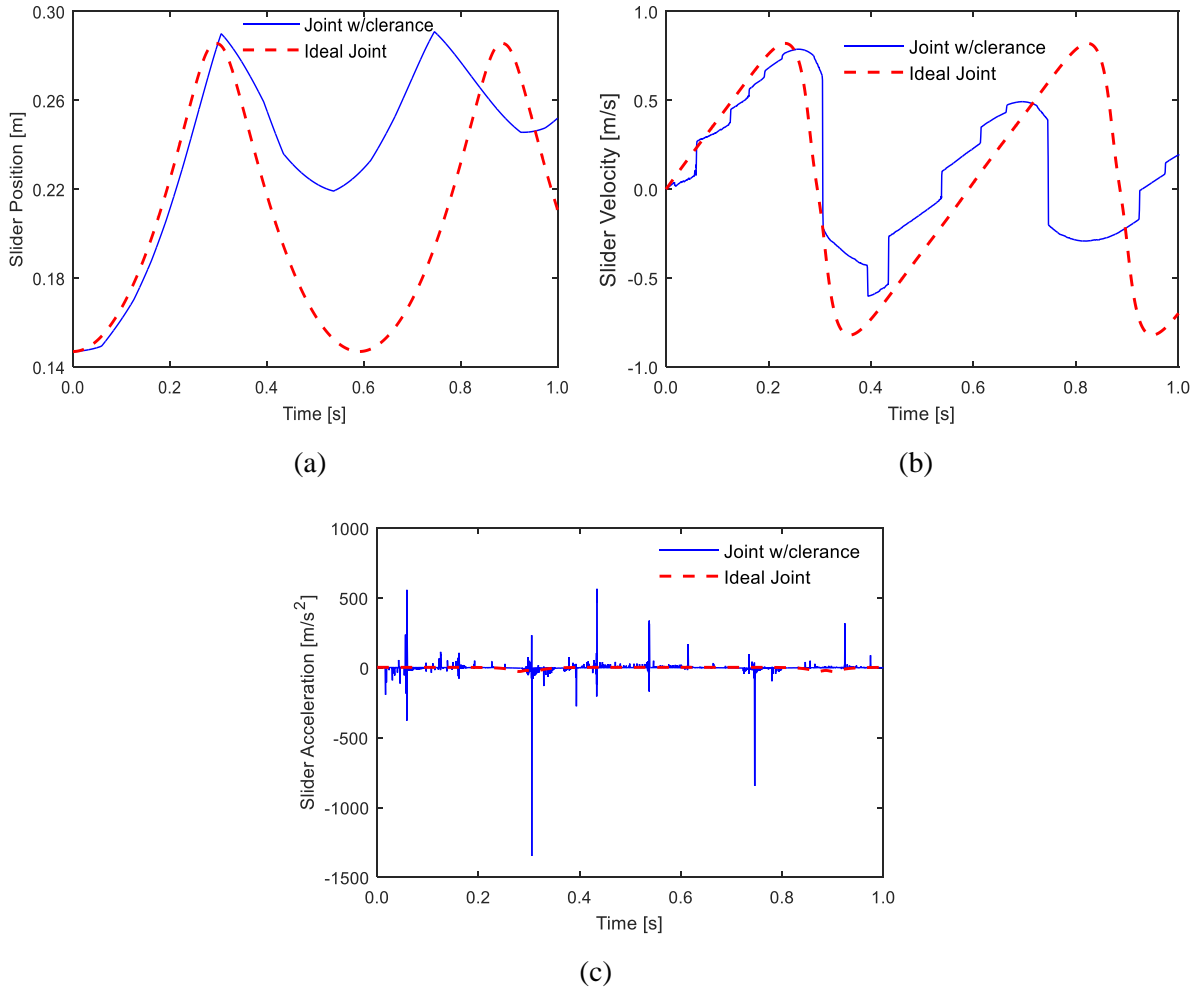 0.30
0.26
0.22
0.18
0.14
Slider Position [m]
Joint w/clerance
Ideal Joint
0.0 0.2 0.4 0.6 0.8 1.0
Time [s]
(a)
1.0
0.5
0.0
-0.5
-1.0
Slider Velocity [m/s]
Joint w/clerance
Ideal Joint
0.0 0.2 0.4 0.6 0.8 1.0
Time [s]
(b)
1000
500
0
-500
-1000
-1500
Slider Acceleration [m/s²]
Joint w/clerance
Ideal Joint
0.0 0.2 0.4 0.6 0.8 1.0
Time [s]
(c)